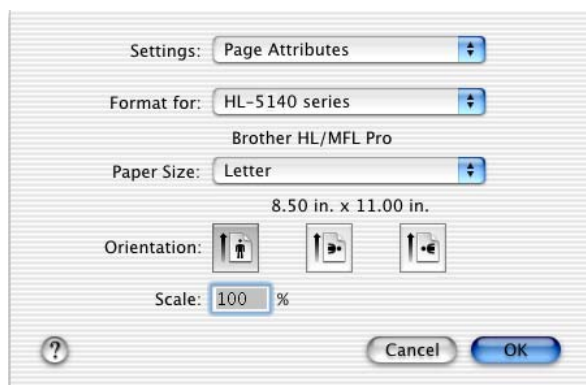 Settings: Page Attributes
Format for: HL-5140 series
Brother HL/MFL Pro
Paper Size: Letter
8.50 in. x 11.00 in.
Orientation:
Scale: 100 %
? Cancel OK